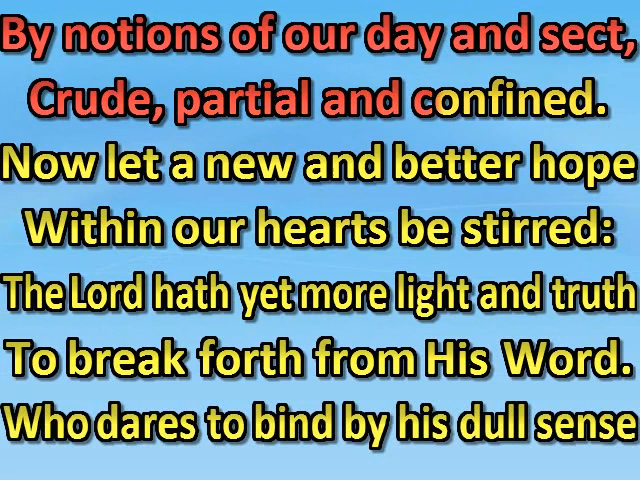 By notions of our day and sect,
Crude, partial and confined.
Now let a new and better hope
Within our hearts be stirred:
The Lord hath yet more light and truth
To break forth from His Word.
Who dares to bind by his dull sense